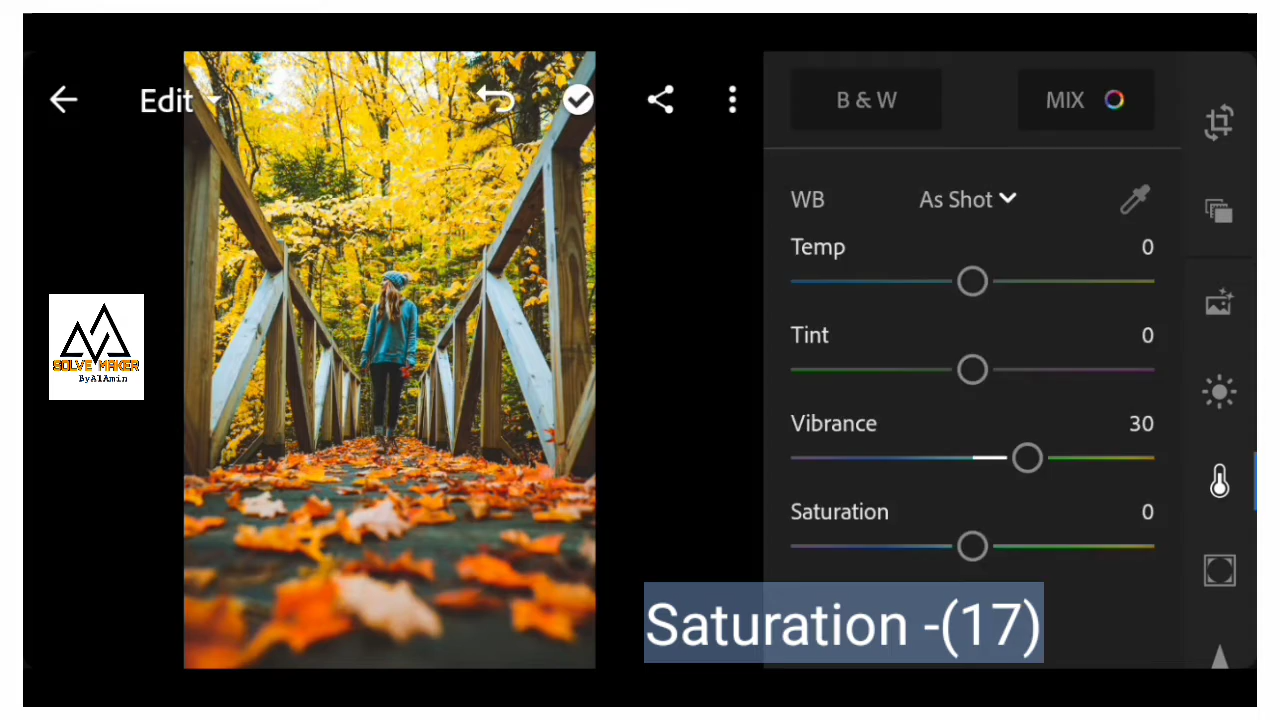 Edit
B & W
MIX
WB
As Shot
Temp
0
Tint
0
Vibrance
30
Saturation
0
SOLVE MAKER
ByAlAmin
Saturation -(17)